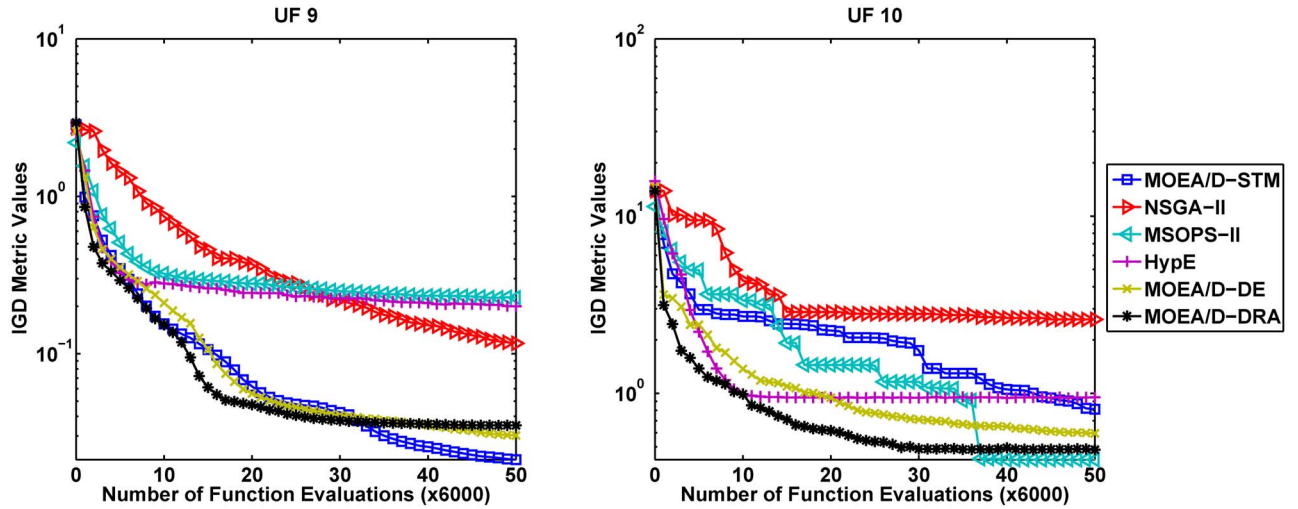 UF 9
IGD Metric Values
10^1
10^0
10^−1
0
10
20
30
40
50
Number of Function Evaluations (x6000)
UF 10
IGD Metric Values
10^2
10^1
10^0
0
10
20
30
40
50
Number of Function Evaluations (x6000)
MOEA/D−STM
NSGA−II
MSOPS−II
HypE
MOEA/D−DE
MOEA/D−DRA